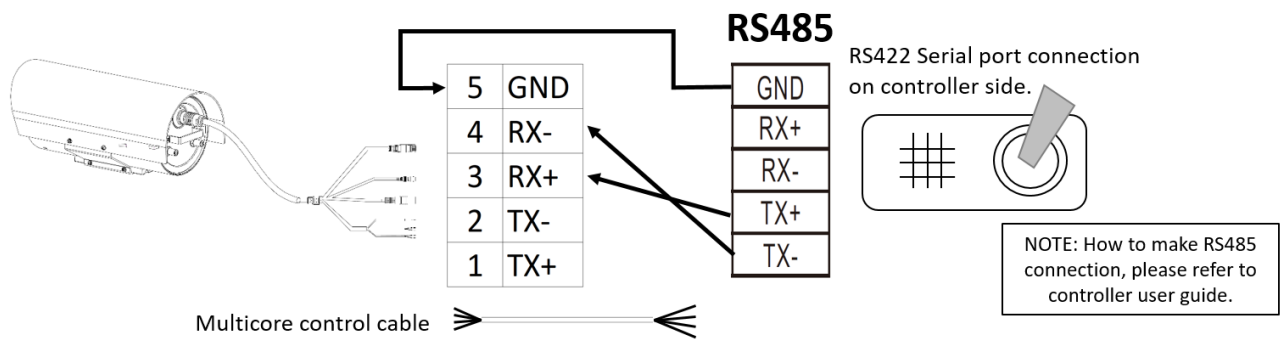 RS485
RS422 Serial port connection
on controller side.
5 GND
4 RX-
3 RX+
2 TX-
1 TX+
GND
RX+
RX-
TX+
TX-
NOTE: How to make RS485
connection, please refer to
controller user guide.
Multicore control cable